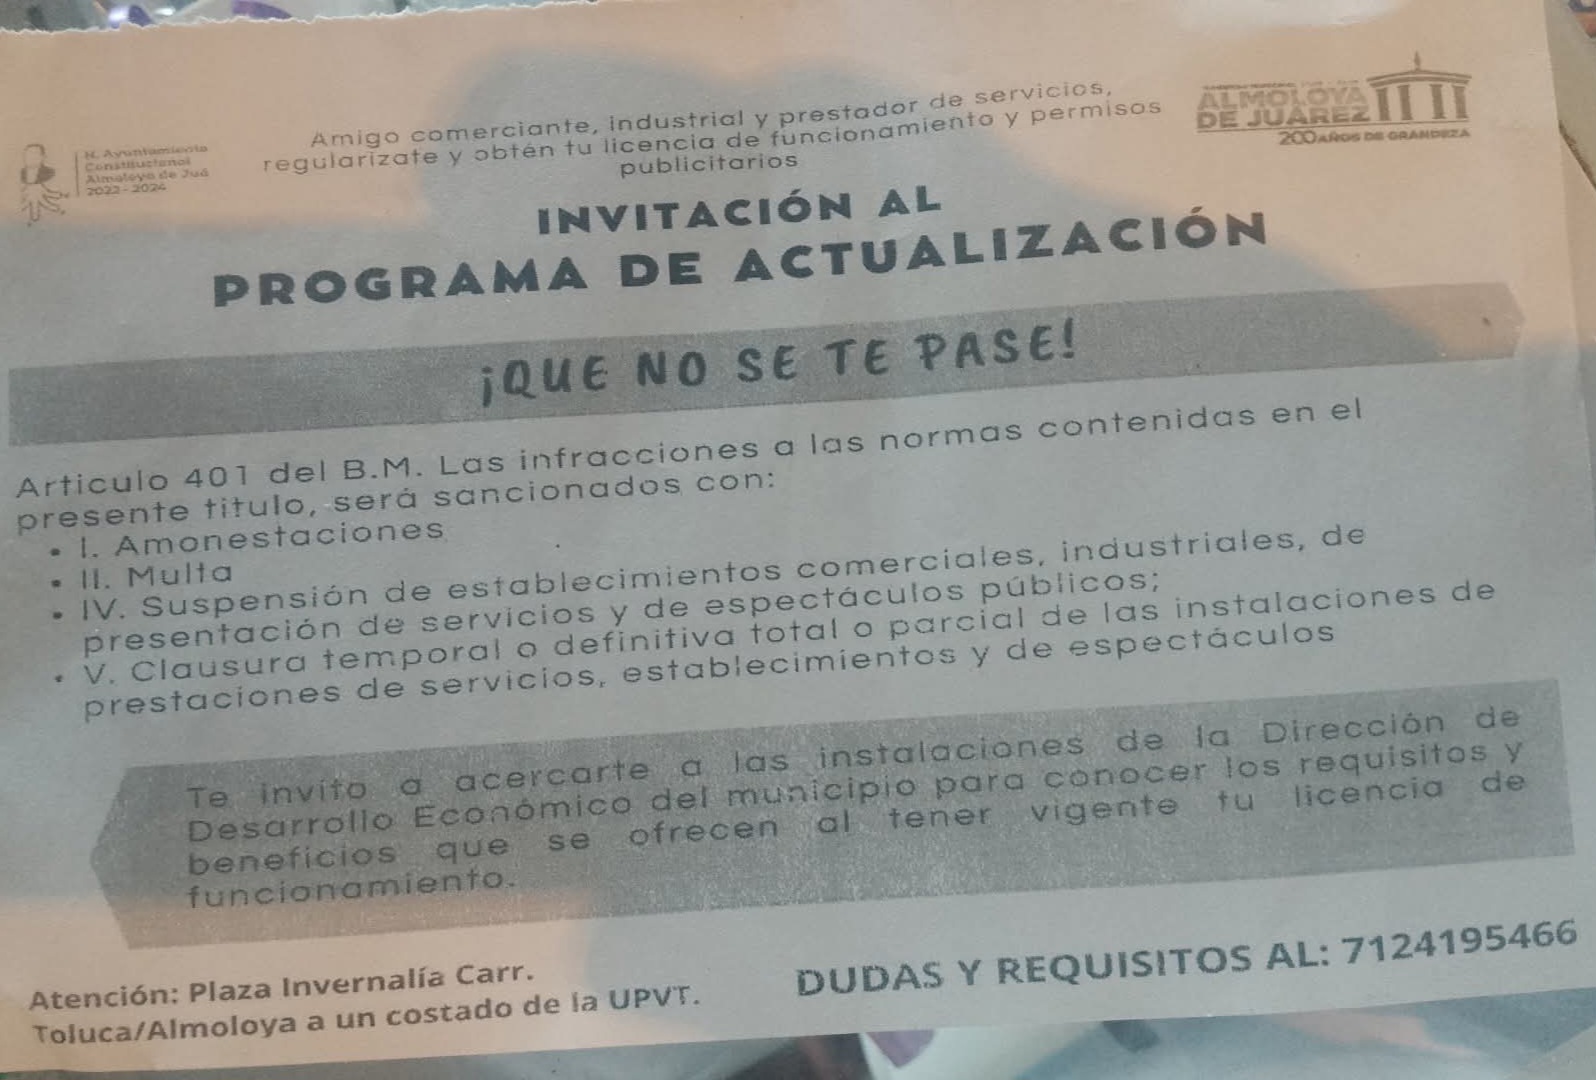 H. Ayuntamiento
Constitucional
Almoloya de Juá
2022 - 2024
Amigo comerciante, industrial y prestador de servicios,
regularizate y obtén tu licencia de funcionamiento y permisos
publicitarios
ALMOLOYA
DE JUÁREZ
200 AÑOS DE GRANDEZA
INVITACIÓN AL
PROGRAMA DE ACTUALIZACIÓN
¡QUE NO SE TE PASE!
Articulo 401 del B.M. Las infracciones a las normas contenidas en el
presente titulo, será sancionados con:
• I. Amonestaciones
• II. Multa
• IV. Suspensión de establecimientos comerciales, industriales, de
presentación de servicios y de espectáculos públicos;
• V. Clausura temporal o definitiva total o parcial de las instalaciones de
prestaciones de servicios, establecimientos y de espectáculos
Te invito a acercarte a las instalaciones de la Dirección de
Desarrollo Económico del municipio para conocer los requisitos y
beneficios que se ofrecen al tener vigente tu licencia de
funcionamiento.
Atención: Plaza Invernalía Carr.
Toluca/Almoloya a un costado de la UPVT.
DUDAS Y REQUISITOS AL: 7124195466